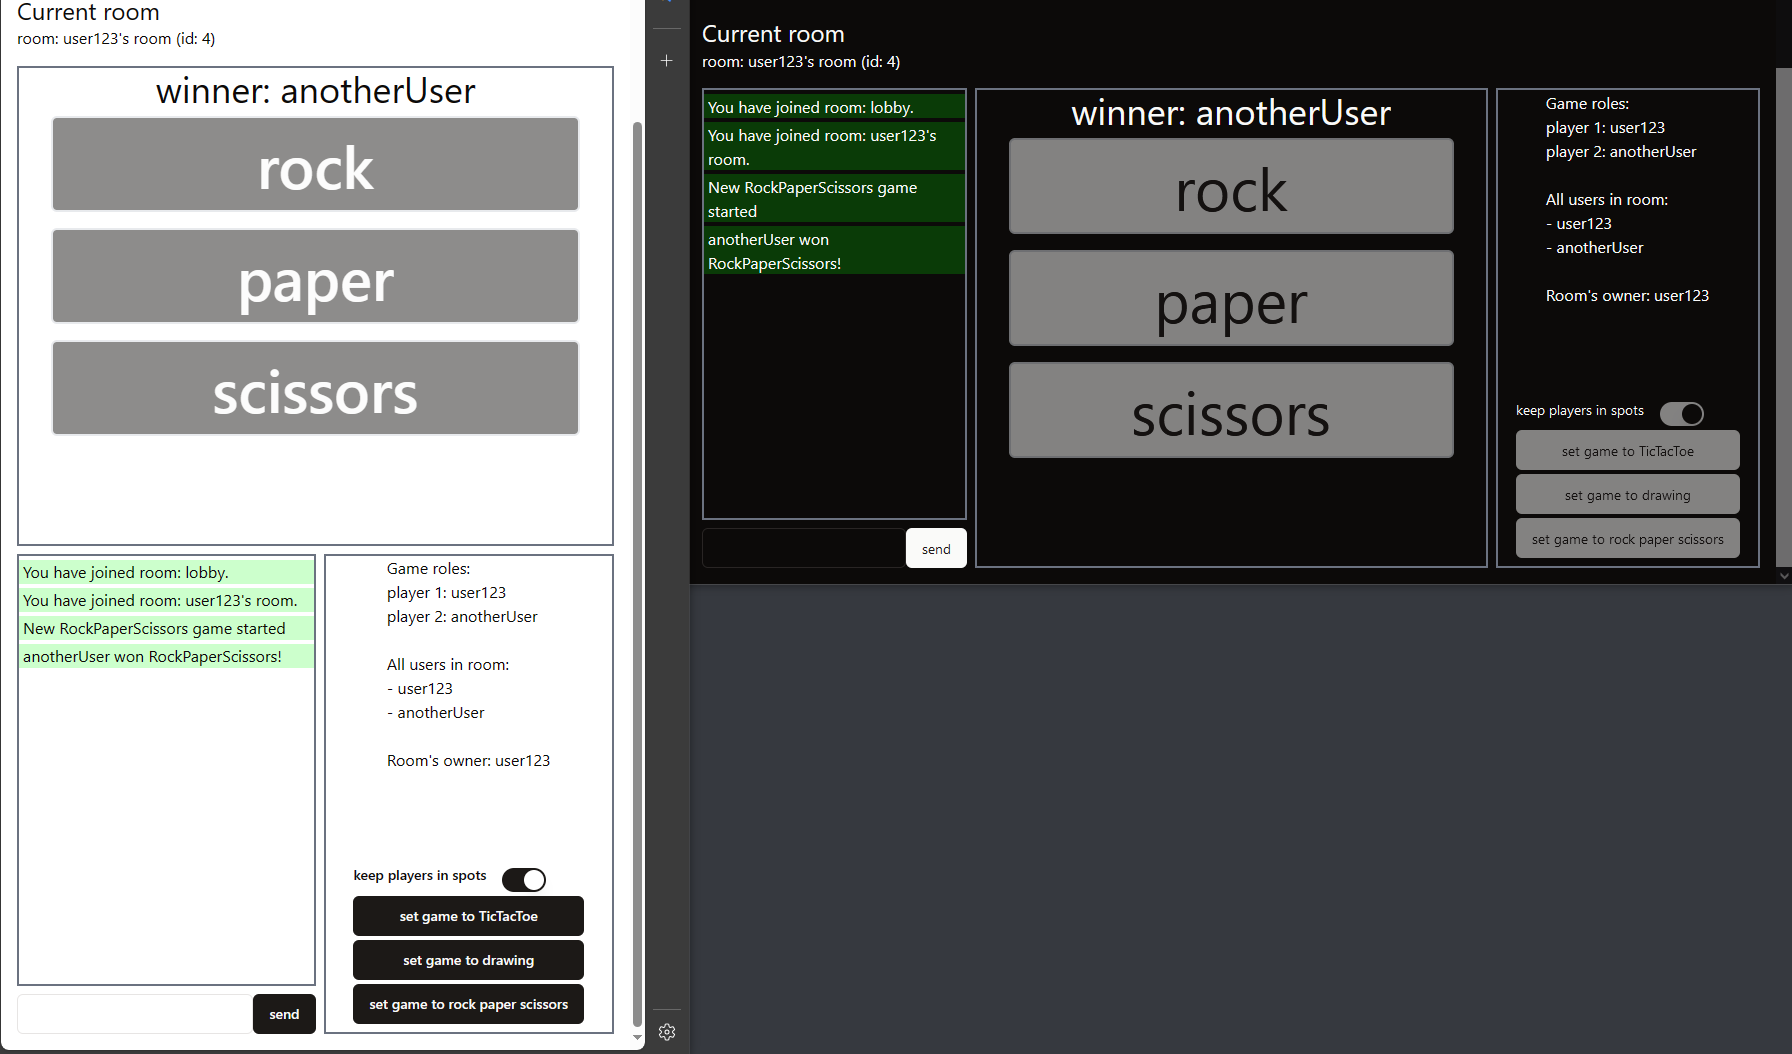 Current room
room: user123's room (id: 4)
winner: anotherUser
rock
paper
scissors
You have joined room: lobby.
You have joined room: user123's room.
New RockPaperScissors game started
anotherUser won RockPaperScissors!
send
Game roles:
player 1: user123
player 2: anotherUser
All users in room:
- user123
- anotherUser
Room's owner: user123
keep players in spots
set game to TicTacToe
set game to drawing
set game to rock paper scissors
Current room
room: user123's room (id: 4)
You have joined room: lobby.
You have joined room: user123's
room.
New RockPaperScissors game
started
anotherUser won
RockPaperScissors!
send
winner: anotherUser
rock
paper
scissors
Game roles:
player 1: user123
player 2: anotherUser
All users in room:
- user123
- anotherUser
Room's owner: user123
keep players in spots
set game to TicTacToe
set game to drawing
set game to rock paper scissors